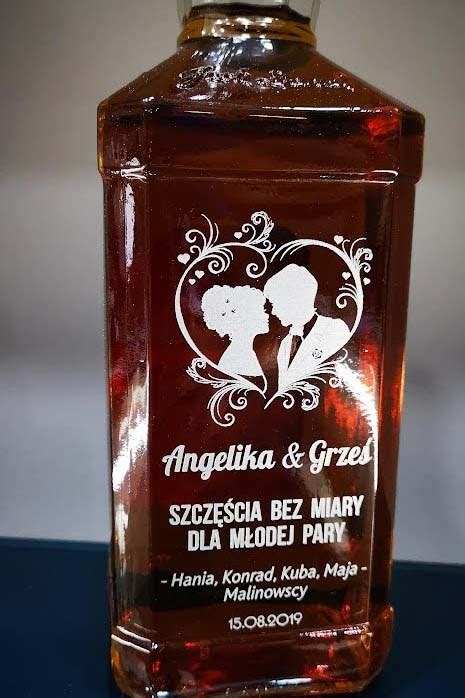 Angelika & Grześ
SZCZĘŚCIA BEZ MIARY
DLA MŁODEJ PARY
- Hania, Konrad, Kuba, Maja -
Malinowscy
15.08.2019